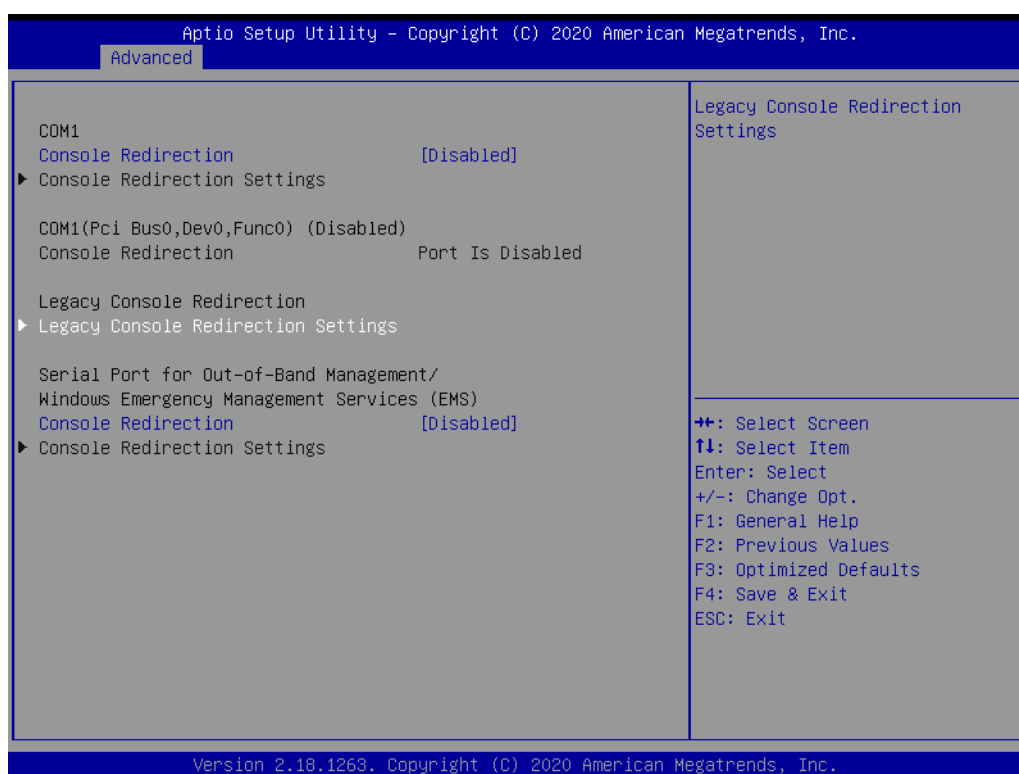 Aptio Setup Utility – Copyright (C) 2020 American Megatrends, Inc.
Advanced
COM1
Console Redirection [Disabled]
Console Redirection Settings
COM1(Pci Bus0,Dev0,Func0) (Disabled)
Console Redirection Port Is Disabled
Legacy Console Redirection
Legacy Console Redirection Settings
Serial Port for Out-of-Band Management/
Windows Emergency Management Services (EMS)
Console Redirection [Disabled]
Console Redirection Settings
Legacy Console Redirection
Settings
→←: Select Screen
↑↓: Select Item
Enter: Select
+/-: Change Opt.
F1: General Help
F2: Previous Values
F3: Optimized Defaults
F4: Save & Exit
ESC: Exit
Version 2.18.1263. Copyright (C) 2020 American Megatrends, Inc.